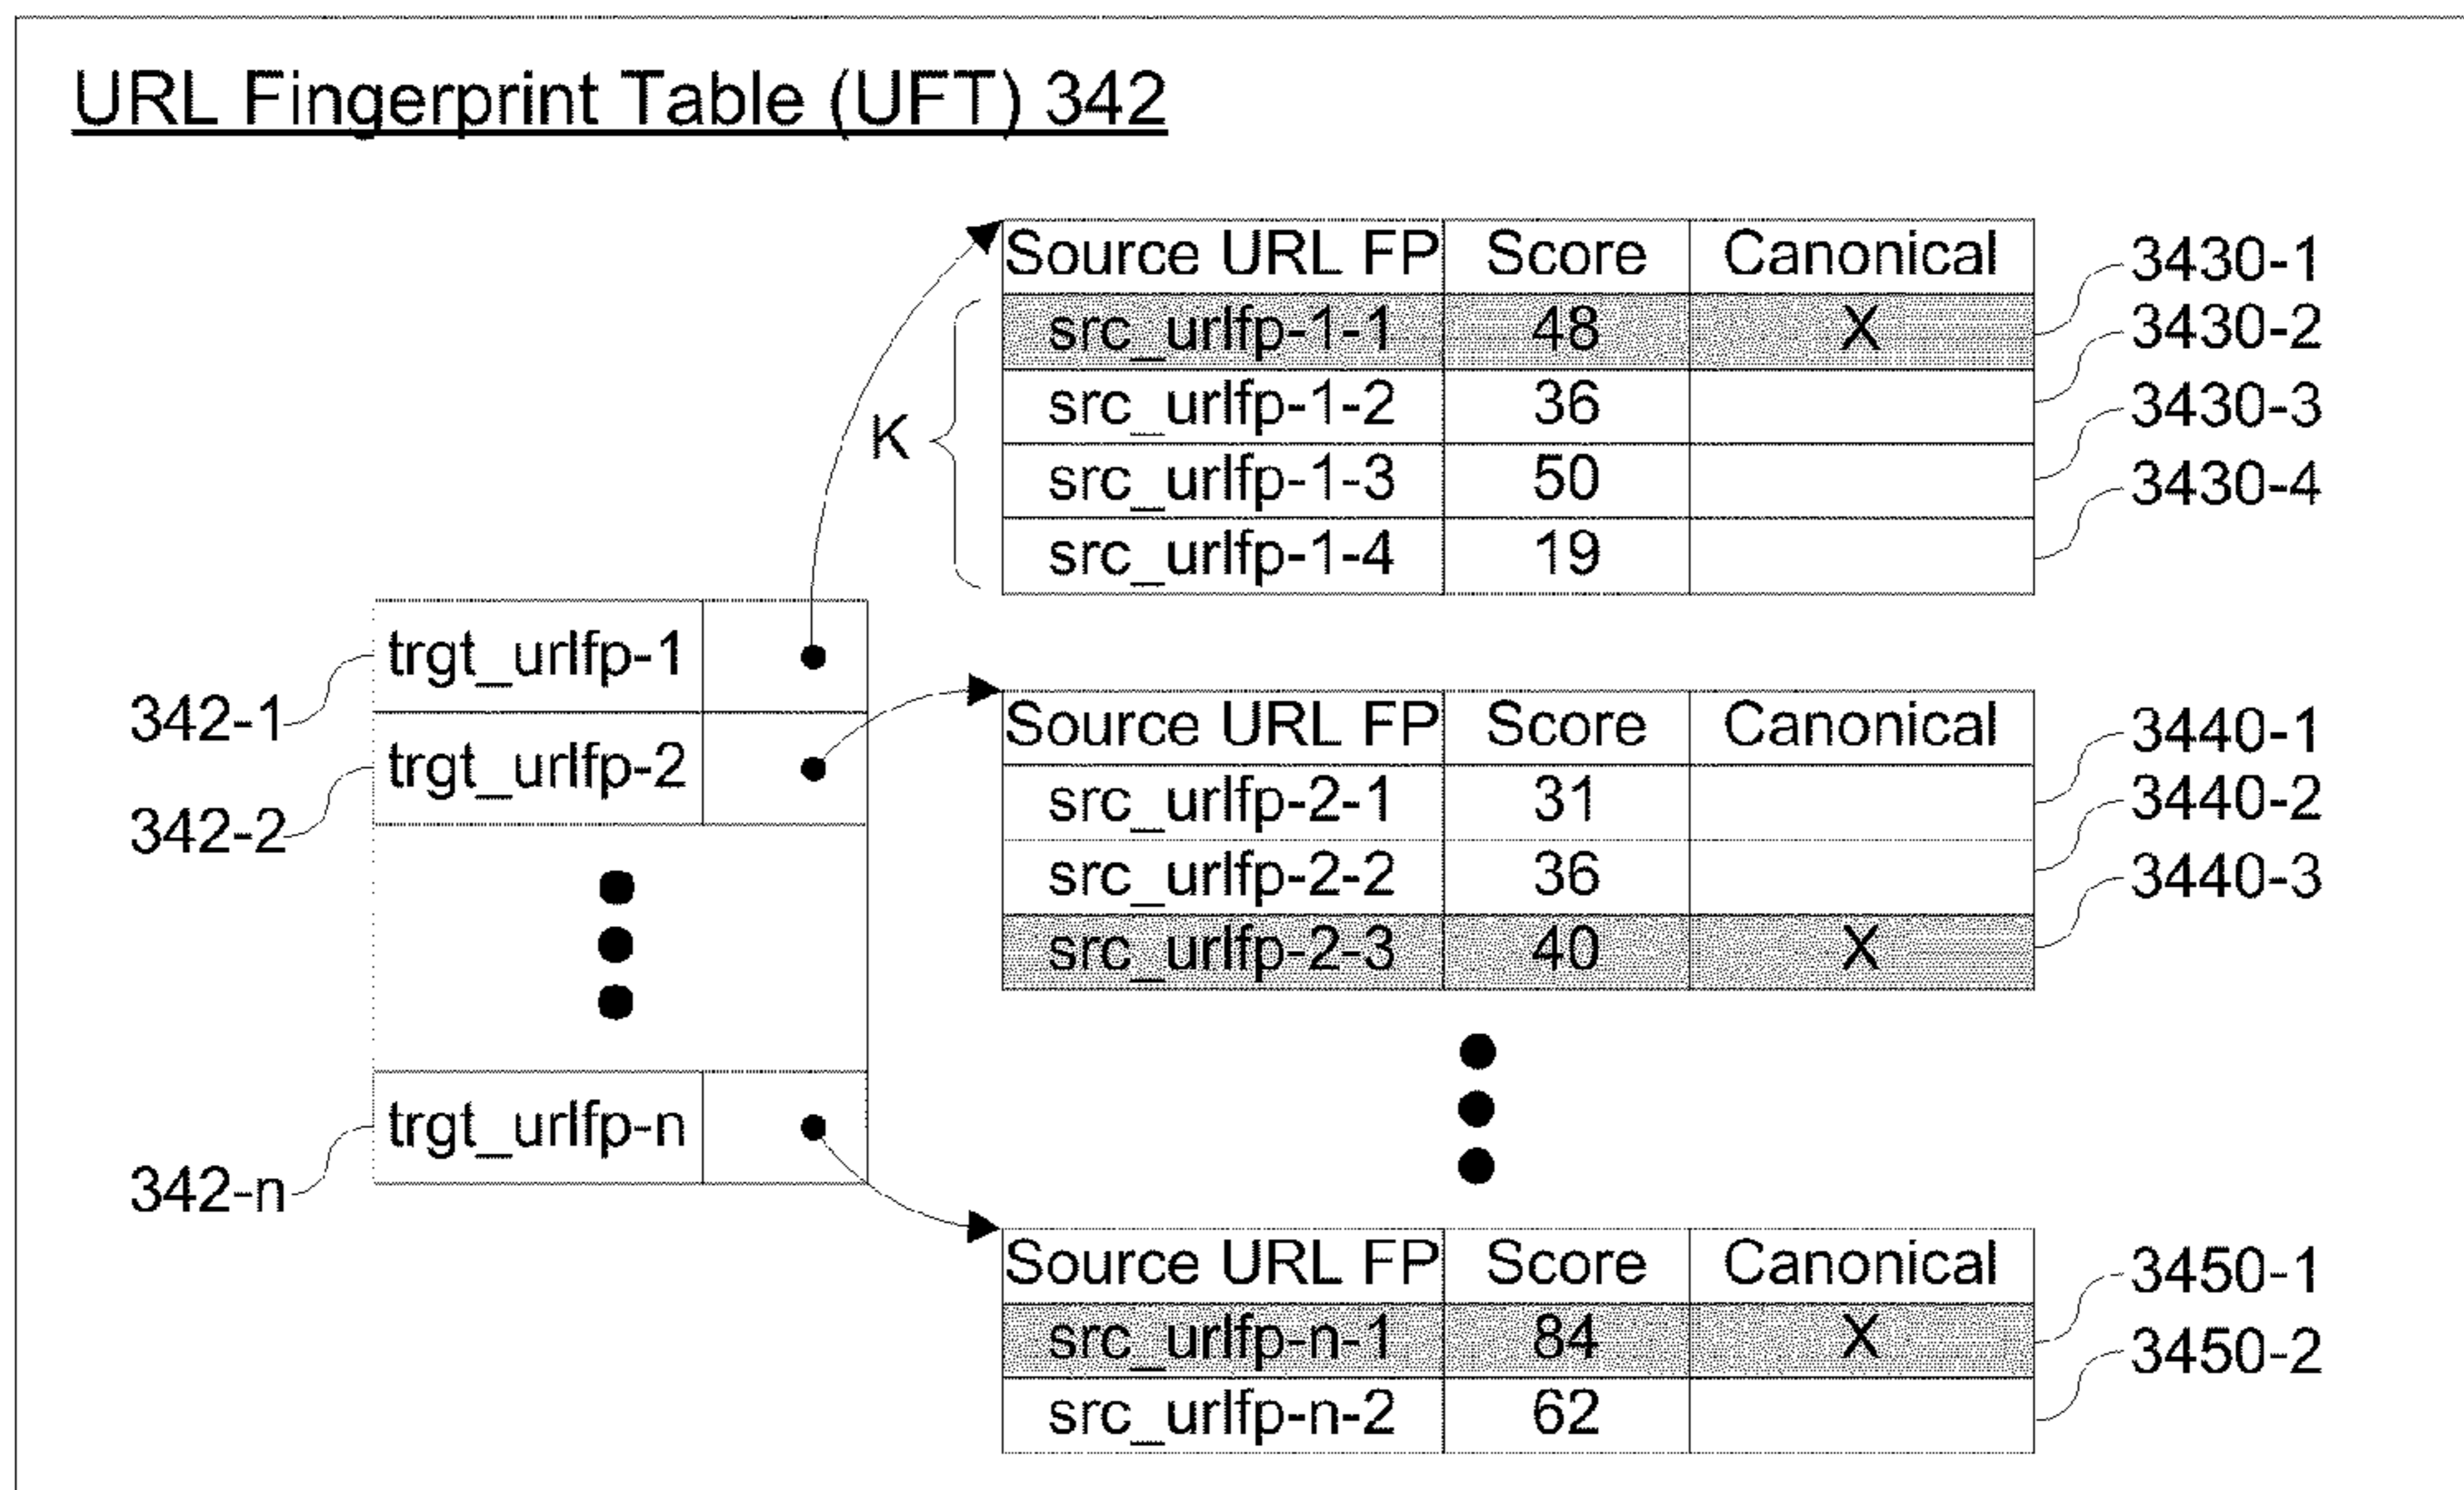 URL Fingerprint Table (UFT) 342
Source URL FP Score Canonical
src_urlfp-1-1 48 X
src_urlfp-1-2 36
src_urlfp-1-3 50
src_urlfp-1-4 19
K
3430-1
3430-2
3430-3
3430-4
trgt_urlfp-1
342-1
trgt_urlfp-2
342-2
trgt_urlfp-n
342-n
Source URL FP Score Canonical
src_urlfp-2-1 31
src_urlfp-2-2 36
src_urlfp-2-3 40 X
3440-1
3440-2
3440-3
Source URL FP Score Canonical
src_urlfp-n-1 84 X
src_urlfp-n-2 62
3450-1
3450-2